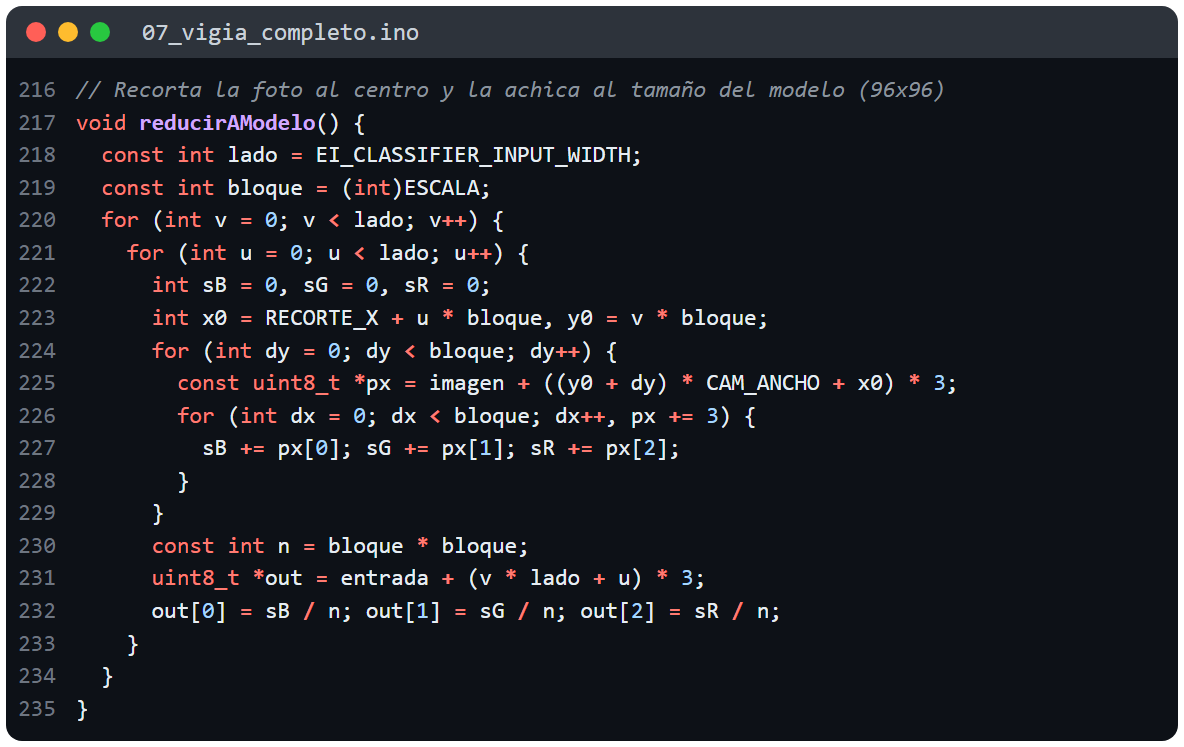 07_vigia_completo.ino
216 // Recorta la foto al centro y la achica al tamaño del modelo (96x96)
217 void reducirAModelo() {
218   const int lado = EI_CLASSIFIER_INPUT_WIDTH;
219   const int bloque = (int)ESCALA;
220   for (int v = 0; v < lado; v++) {
221     for (int u = 0; u < lado; u++) {
222       int sB = 0, sG = 0, sR = 0;
223       int x0 = RECORTE_X + u * bloque, y0 = v * bloque;
224       for (int dy = 0; dy < bloque; dy++) {
225         const uint8_t *px = imagen + ((y0 + dy) * CAM_ANCHO + x0) * 3;
226         for (int dx = 0; dx < bloque; dx++, px += 3) {
227           sB += px[0]; sG += px[1]; sR += px[2];
228         }
229       }
230       const int n = bloque * bloque;
231       uint8_t *out = entrada + (v * lado + u) * 3;
232       out[0] = sB / n; out[1] = sG / n; out[2] = sR / n;
233     }
234   }
235 }